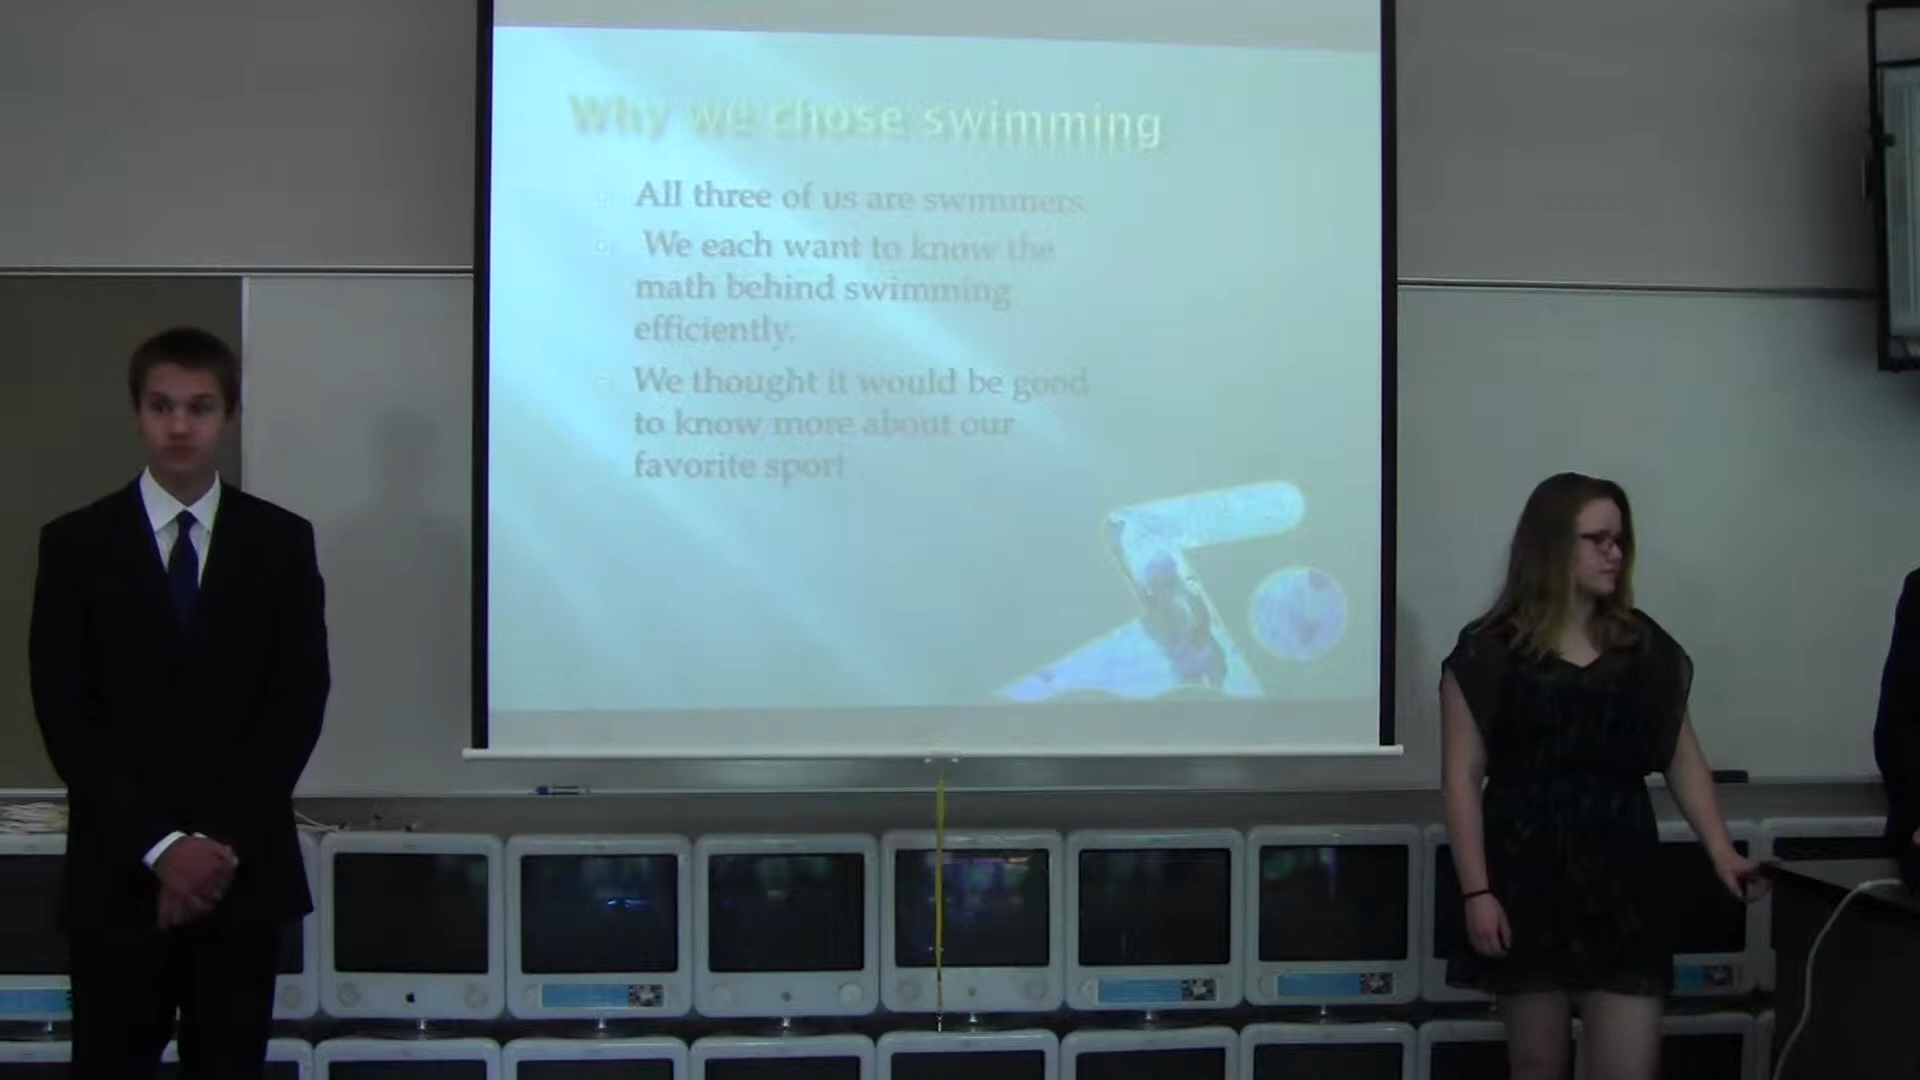 Why we chose swimming
All three of us are swimmers.
We each want to know the
math behind swimming
efficiently.
We thought it would be good
to know more about our
favorite sport